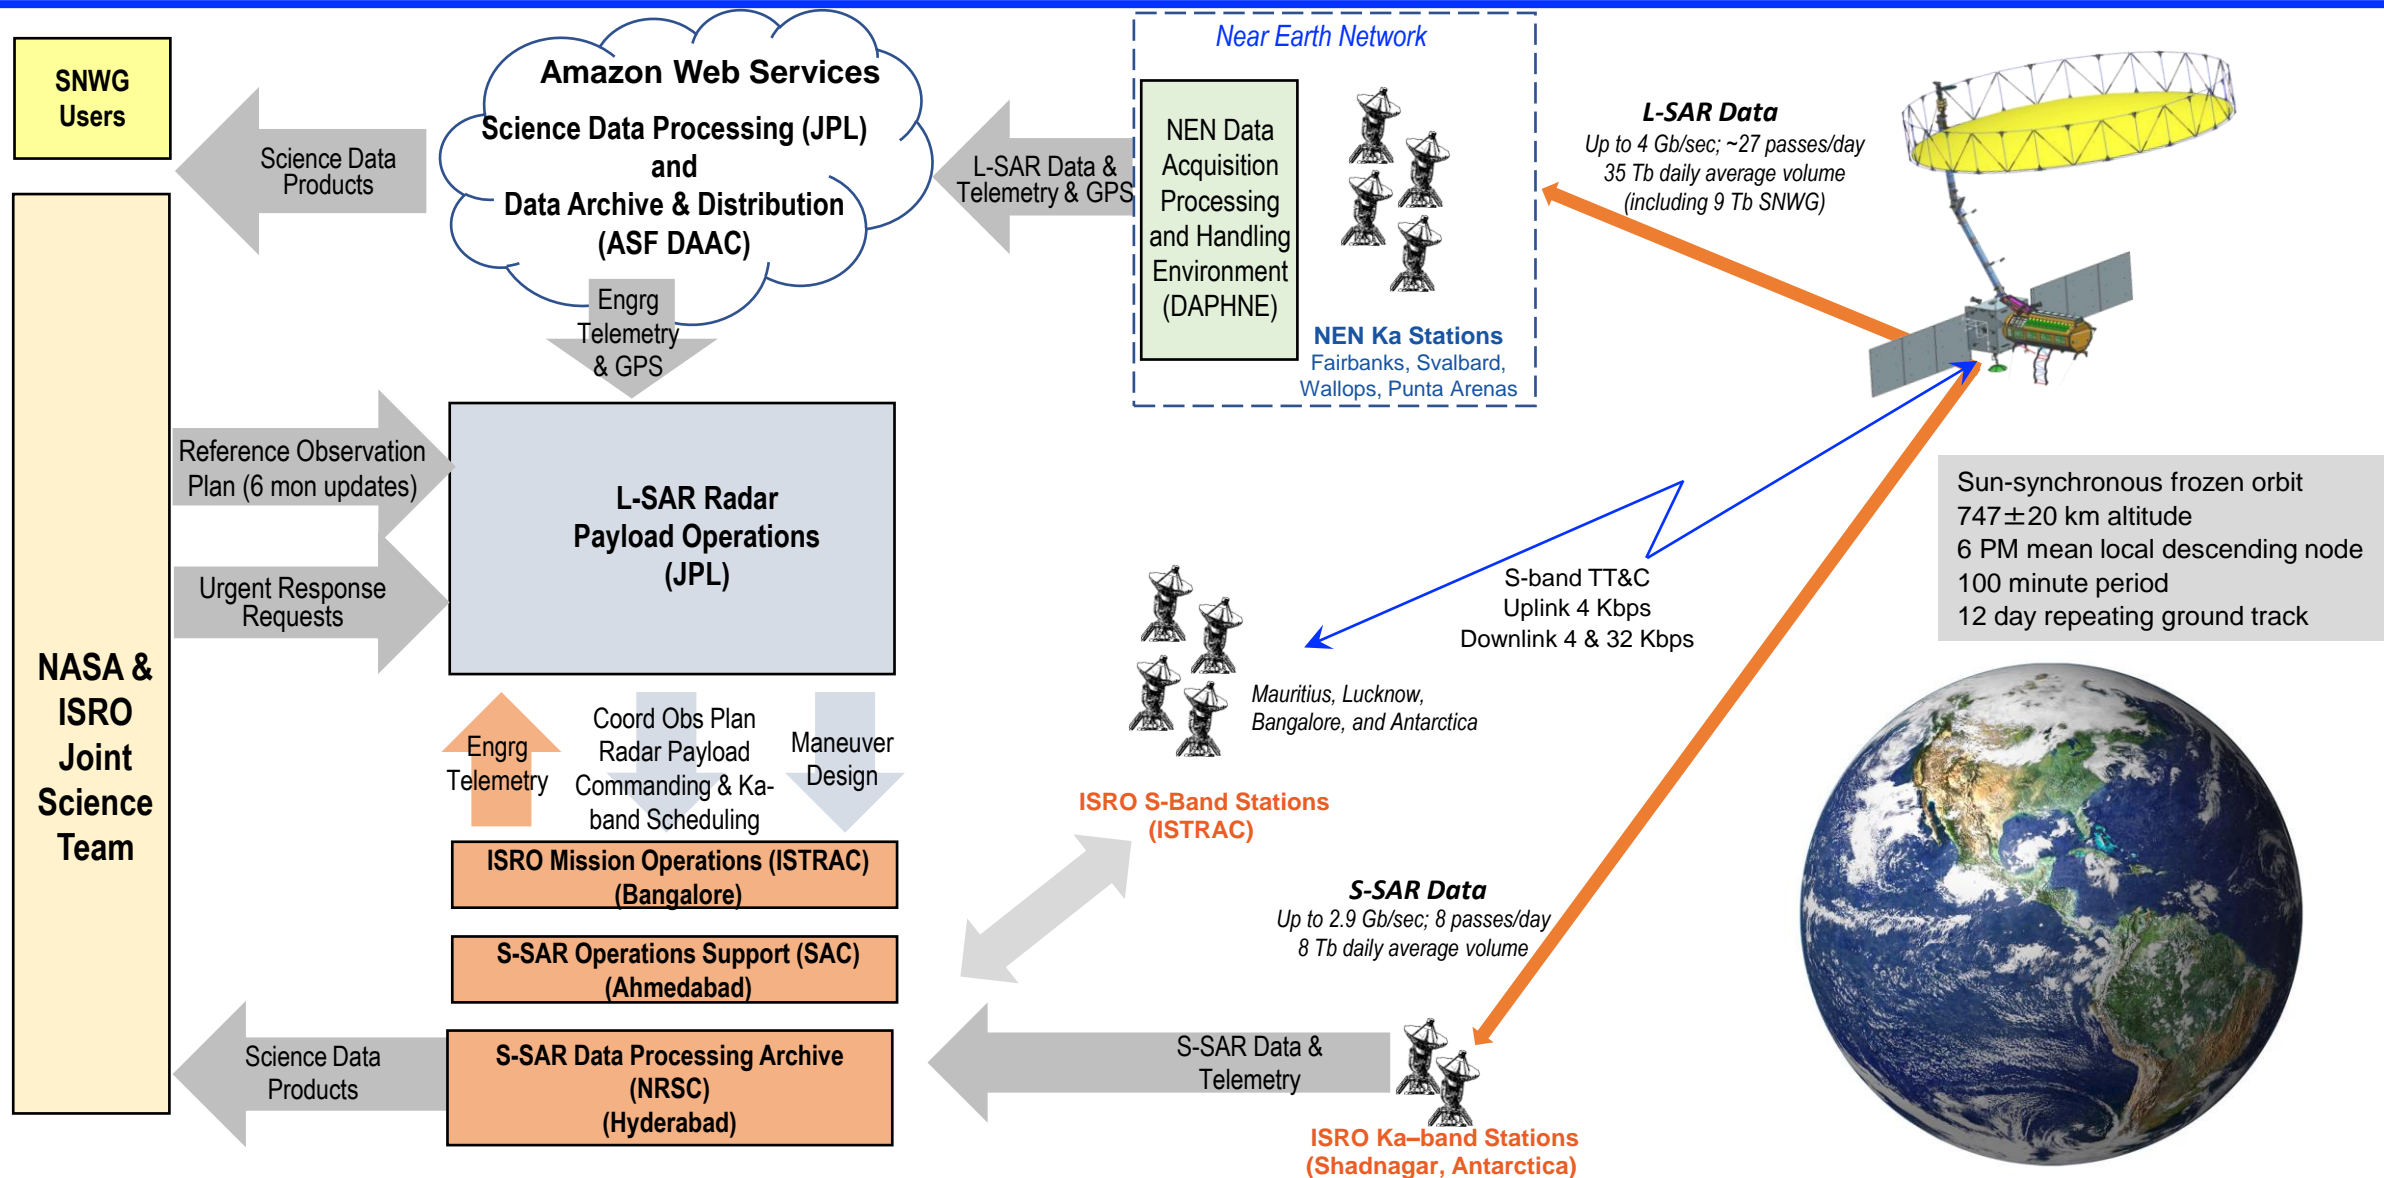 SNWG
Users
Science Data
Products
Amazon Web Services
Science Data Processing (JPL)
and
Data Archive & Distribution
(ASF DAAC)
L-SAR Data &
Telemetry & GPS
Near Earth Network
NEN Data
Acquisition
Processing
and Handling
Environment
(DAPHNE)
NEN Ka Stations
Fairbanks, Svalbard,
Wallops, Punta Arenas
L-SAR Data
Up to 4 Gb/sec; ~27 passes/day
35 Tb daily average volume
(including 9 Tb SNWG)
Engrg
Telemetry
& GPS
NASA &
ISRO
Joint
Science
Team
Reference Observation
Plan (6 mon updates)
Urgent Response
Requests
L-SAR Radar
Payload Operations
(JPL)
Sun-synchronous frozen orbit
747±20 km altitude
6 PM mean local descending node
100 minute period
12 day repeating ground track
S-band TT&C
Uplink 4 Kbps
Downlink 4 & 32 Kbps
Mauritius, Lucknow,
Bangalore, and Antarctica
ISRO S-Band Stations
(ISTRAC)
Engrg
Telemetry
Coord Obs Plan
Radar Payload
Commanding & Ka-
band Scheduling
Maneuver
Design
ISRO Mission Operations (ISTRAC)
(Bangalore)
S-SAR Operations Support (SAC)
(Ahmedabad)
S-SAR Data Processing Archive
(NRSC)
(Hyderabad)
Science Data
Products
S-SAR Data
Up to 2.9 Gb/sec; 8 passes/day
8 Tb daily average volume
S-SAR Data &
Telemetry
ISRO Ka–band Stations
(Shadnagar, Antarctica)